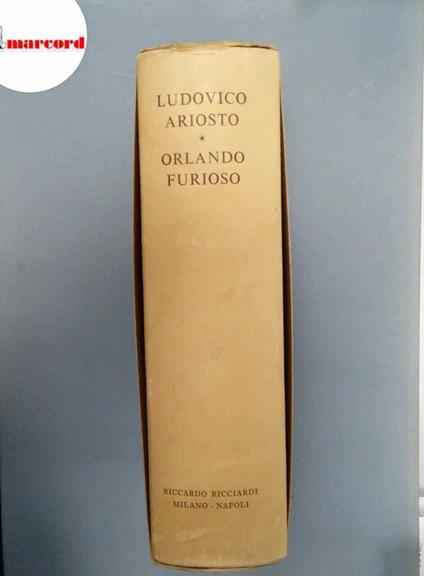 marcord
LUDOVICO
ARIOSTO
*
ORLANDO
FURIOSO
RICCARDO RICCIARDI
MILANO - NAPOLI